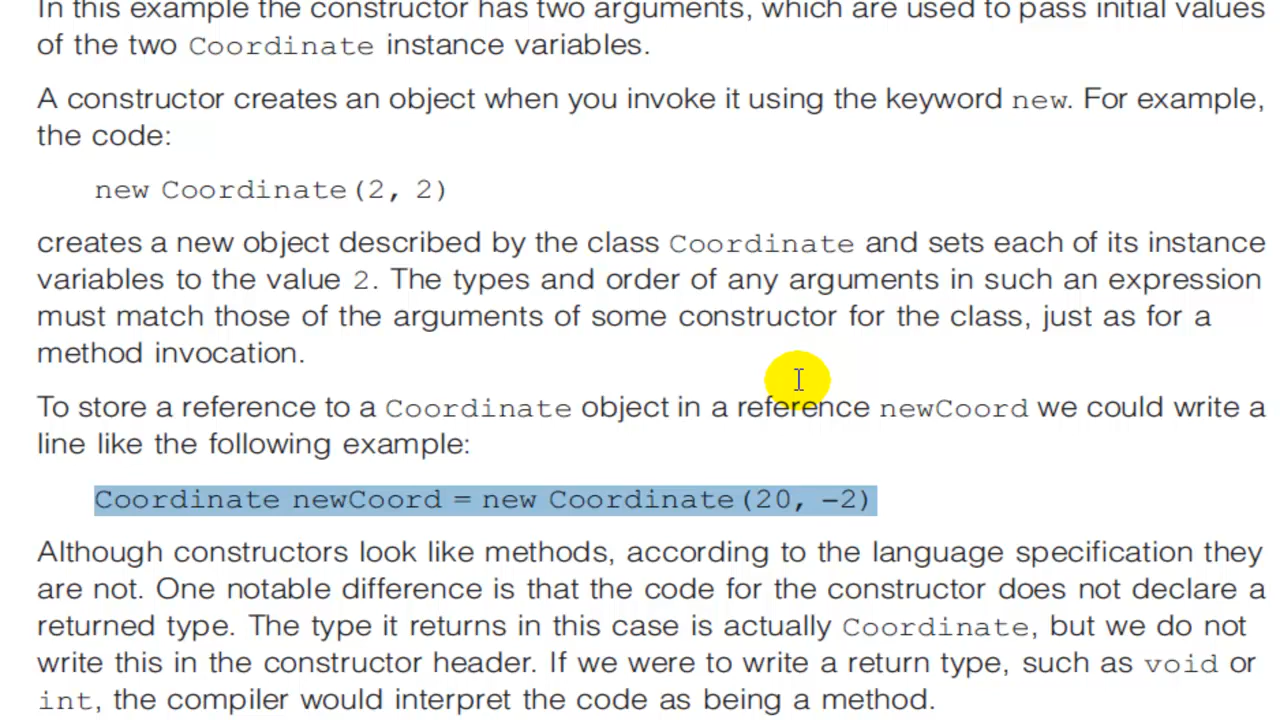 In this example the constructor has two arguments, which are used to pass initial values
of the two Coordinate instance variables.
A constructor creates an object when you invoke it using the keyword new. For example,
the code:
new Coordinate(2, 2)
creates a new object described by the class Coordinate and sets each of its instance
variables to the value 2. The types and order of any arguments in such an expression
must match those of the arguments of some constructor for the class, just as for a
method invocation.
To store a reference to a Coordinate object in a reference newCoord we could write a
line like the following example:
Coordinate newCoord = new Coordinate(20, −2)
Although constructors look like methods, according to the language specification they
are not. One notable difference is that the code for the constructor does not declare a
returned type. The type it returns in this case is actually Coordinate, but we do not
write this in the constructor header. If we were to write a return type, such as void or
int, the compiler would interpret the code as being a method.